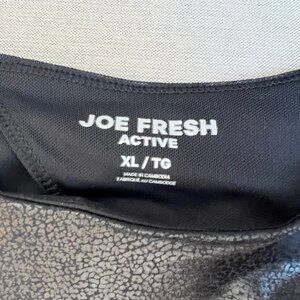 JOE FRESH
ACTIVE
XL / TG
MADE IN CAMBODIA
FABRIQUÉ AU CAMBODGE